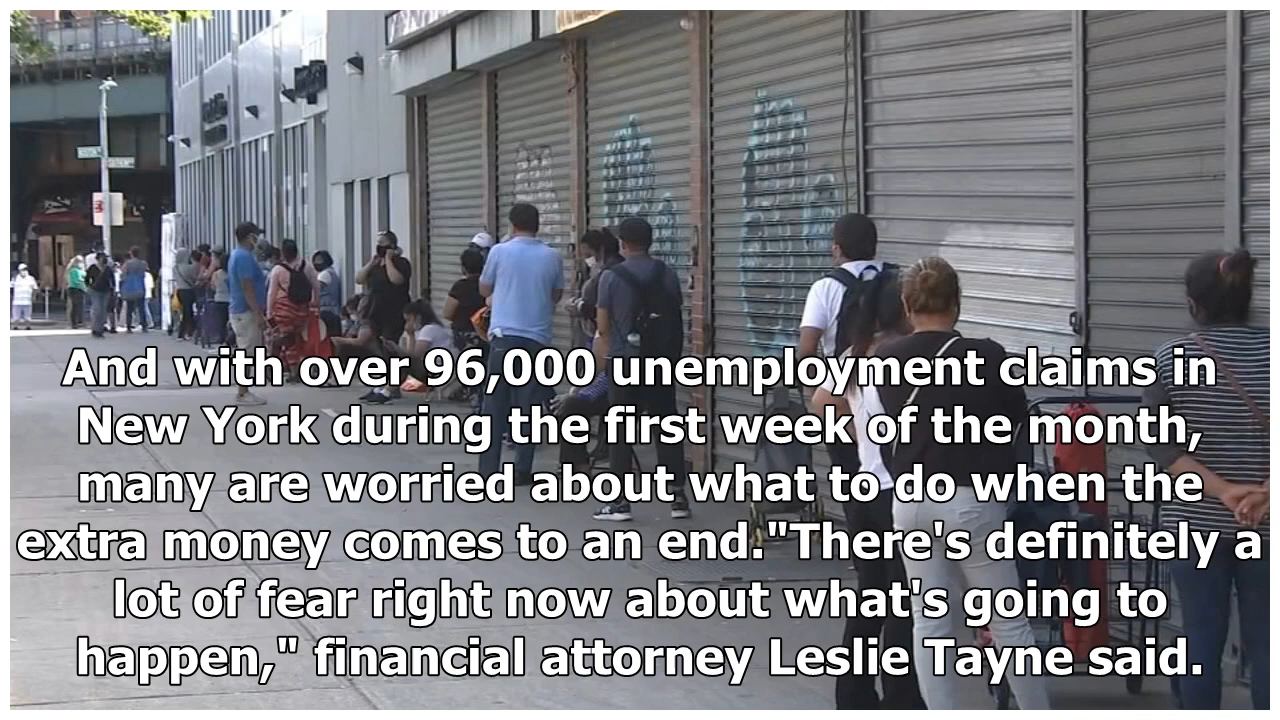 And with over 96,000 unemployment claims in
New York during the first week of the month,
many are worried about what to do when the
extra money comes to an end."There's definitely a
lot of fear right now about what's going to
happen," financial attorney Leslie Tayne said.